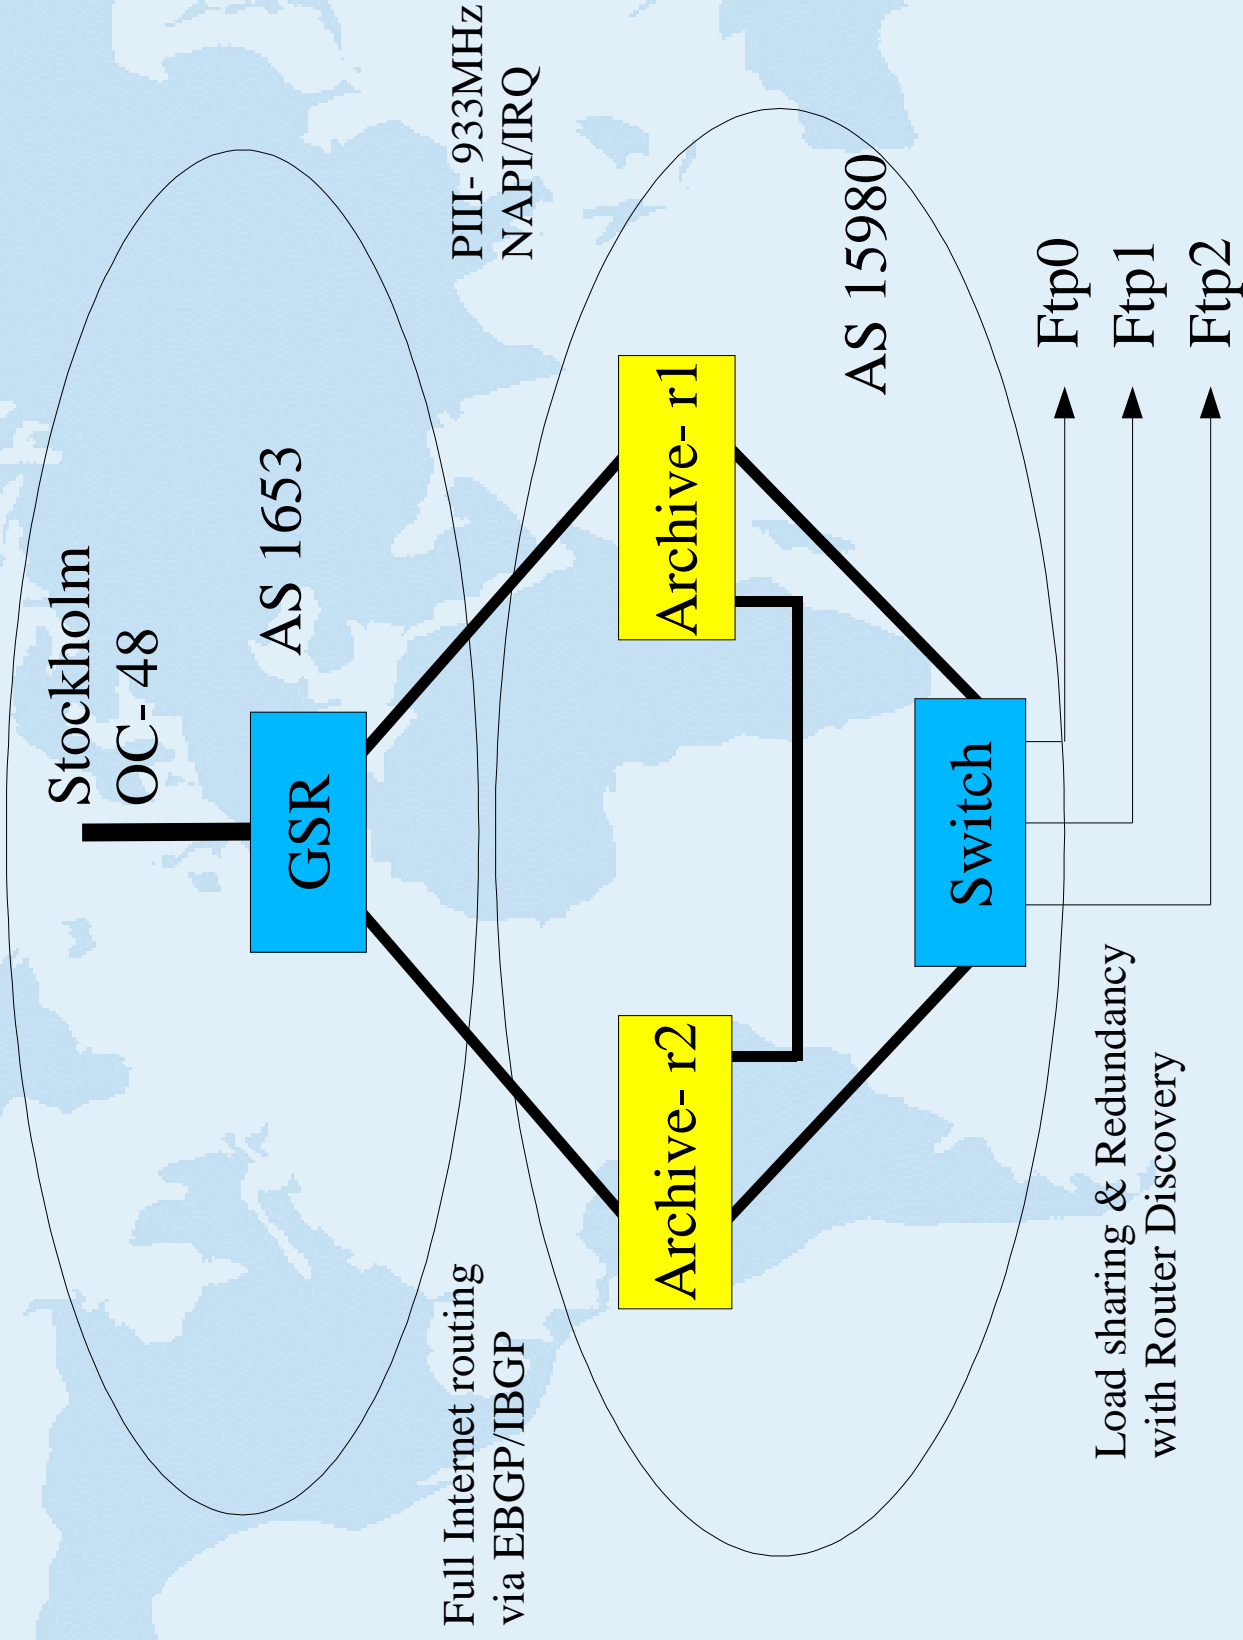 Stockholm
OC- 48
AS 1653
GSR
Full Internet routing
via EBGP/IBGP
PIII- 933MHz
NAPI/IRQ
Archive- r2
Archive- r1
AS 15980
Switch
Load sharing & Redundancy
with Router Discovery
Ftp0
Ftp1
Ftp2